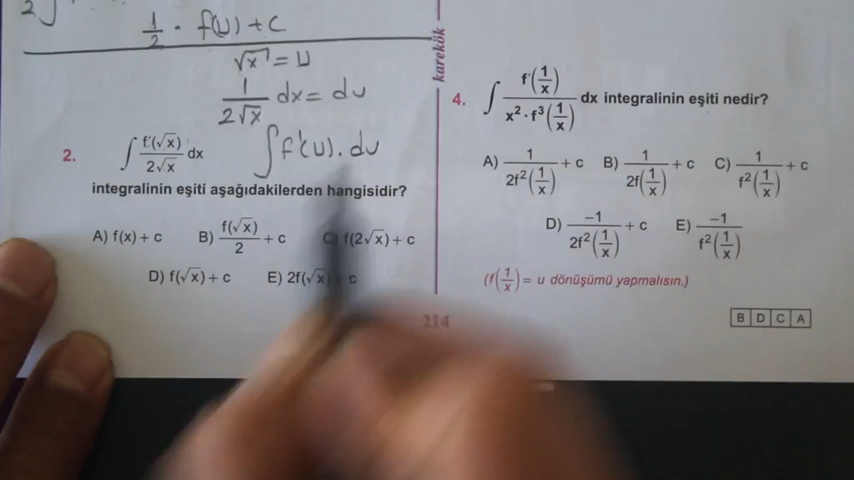 2∫
1/2 · f(u) + c
√x = u
1/(2√x) dx = du
∫ f'(u) . du
2. ∫ f'(√x)/(2√x) dx
integralinin eşiti aşağıdakilerden hangisidir?
A) f(x) + c B) f(√x)/2 + c C) f(2√x) + c
D) f(√x) + c E) 2f(√x) + c
karekök
4. ∫ f'(1/x)/(x² · f³(1/x)) dx integralinin eşiti nedir?
A) 1/(2f²(1/x)) + c B) 1/(2f(1/x)) + c C) 1/(f²(1/x)) + c
D) -1/(2f²(1/x)) + c E) -1/(f²(1/x))
(f(1/x) = u dönüşümü yapmalısın.)
214
B D C A